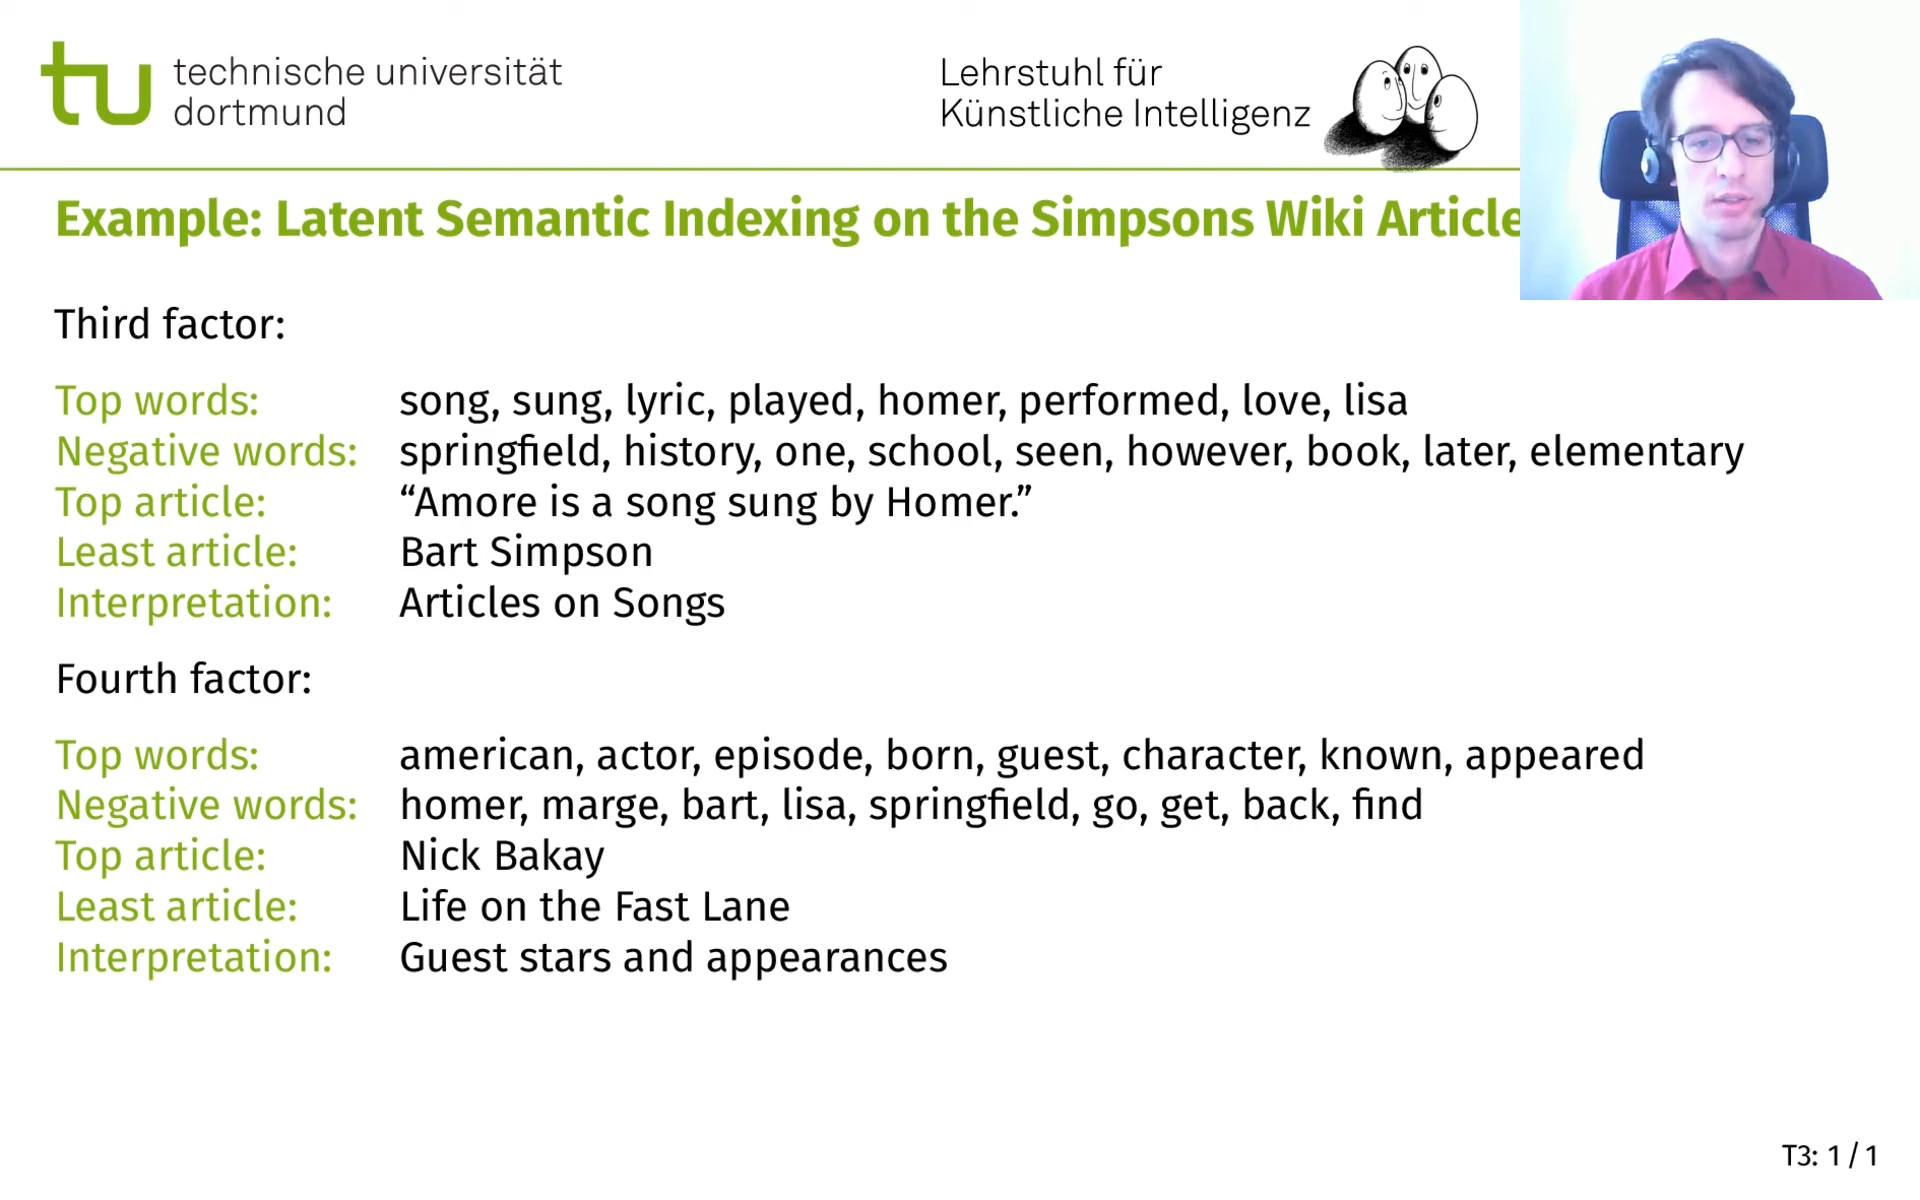 technische universität
dortmund
Lehrstuhl für
Künstliche Intelligenz
Example: Latent Semantic Indexing on the Simpsons Wiki Article
Third factor:
Top words: song, sung, lyric, played, homer, performed, love, lisa
Negative words: springfield, history, one, school, seen, however, book, later, elementary
Top article: “Amore is a song sung by Homer.”
Least article: Bart Simpson
Interpretation: Articles on Songs
Fourth factor:
Top words: american, actor, episode, born, guest, character, known, appeared
Negative words: homer, marge, bart, lisa, springfield, go, get, back, find
Top article: Nick Bakay
Least article: Life on the Fast Lane
Interpretation: Guest stars and appearances
T3: 1 / 1